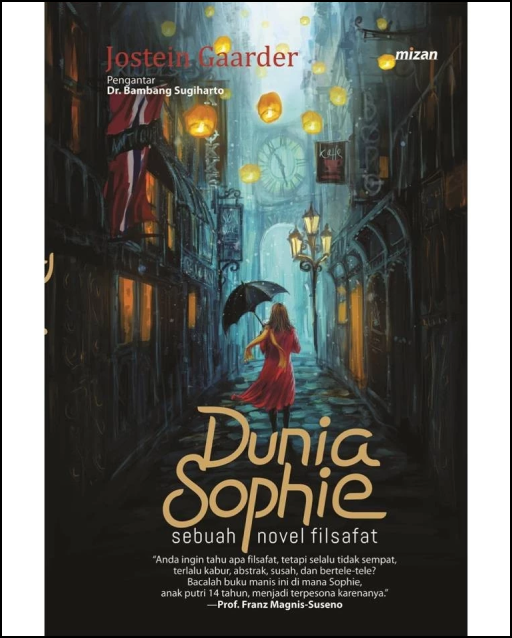 Jostein Gaarder
mizan
Pengantar
Dr. Bambang Sugiharto
Dunia
Sophie
sebuah novel filsafat
"Anda ingin tahu apa filsafat, tetapi selalu tidak sempat,
terlalu kabur, abstrak, susah, dan bertele-tele?
Bacalah buku manis ini di mana Sophie,
anak putri 14 tahun, menjadi terpesona karenanya."
—Prof. Franz Magnis-Suseno